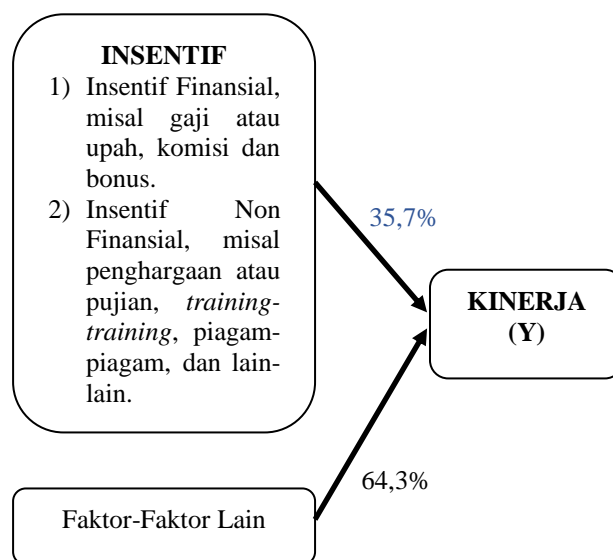 INSENTIF
1) Insentif Finansial,
misal gaji atau
upah, komisi dan
bonus.
2) Insentif Non
Finansial, misal
penghargaan atau
pujian, training-
training, piagam-
piagam, dan lain-
lain.
35,7%
KINERJA
(Y)
64,3%
Faktor-Faktor Lain